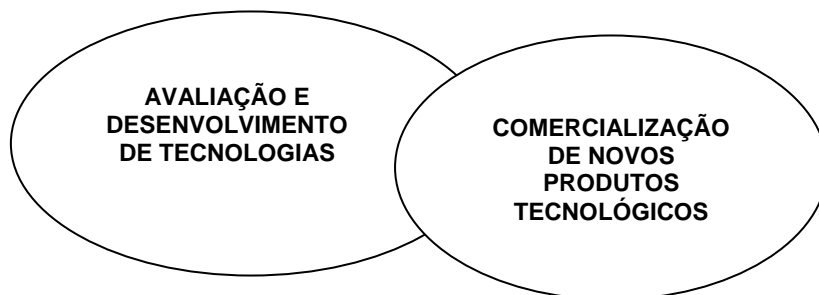 AVALIAÇÃO E
DESENVOLVIMENTO
DE TECNOLOGIAS
COMERCIALIZAÇÃO
DE NOVOS
PRODUTOS
TECNOLÓGICOS